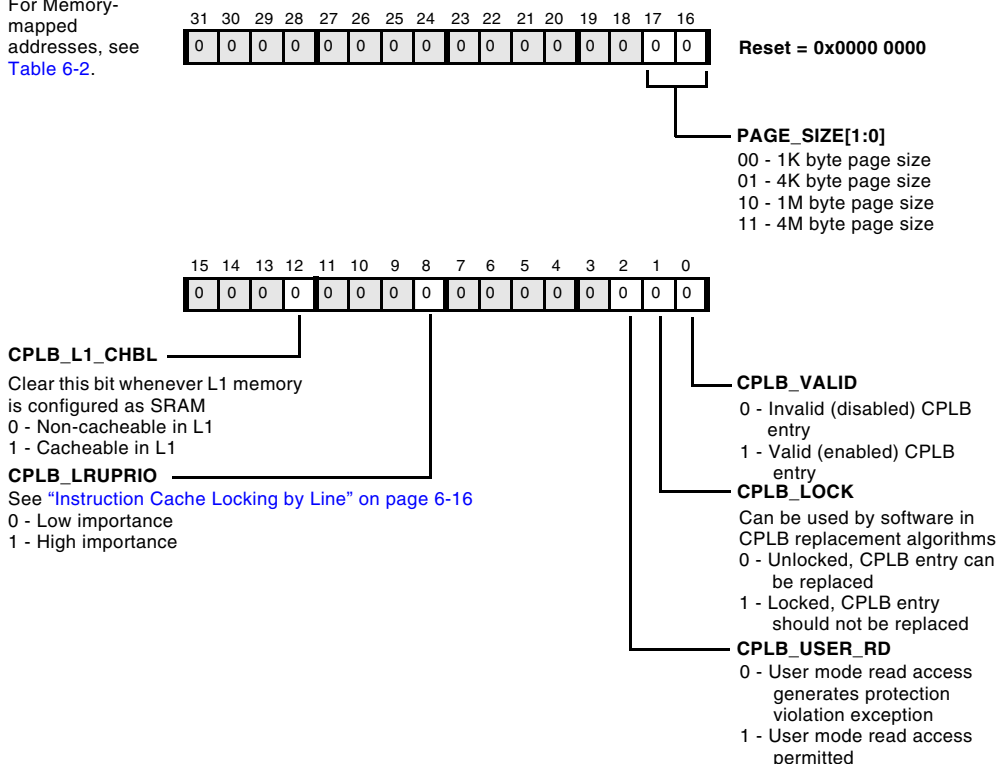 For Memory-
mapped
addresses, see
Table 6-2.
31 30 29 28 27 26 25 24 23 22 21 20 19 18 17 16
0 0 0 0 0 0 0 0 0 0 0 0 0 0 0 0
Reset = 0x0000 0000
PAGE_SIZE[1:0]
00 - 1K byte page size
01 - 4K byte page size
10 - 1M byte page size
11 - 4M byte page size
15 14 13 12 11 10 9 8 7 6 5 4 3 2 1 0
0 0 0 0 0 0 0 0 0 0 0 0 0 0 0 0
CPLB_L1_CHBL
Clear this bit whenever L1 memory
is configured as SRAM
0 - Non-cacheable in L1
1 - Cacheable in L1
CPLB_LRUPRIO
See “Instruction Cache Locking by Line” on page 6-16
0 - Low importance
1 - High importance
CPLB_VALID
0 - Invalid (disabled) CPLB
entry
1 - Valid (enabled) CPLB
entry
CPLB_LOCK
Can be used by software in
CPLB replacement algorithms
0 - Unlocked, CPLB entry can
be replaced
1 - Locked, CPLB entry
should not be replaced
CPLB_USER_RD
0 - User mode read access
generates protection
violation exception
1 - User mode read access
permitted